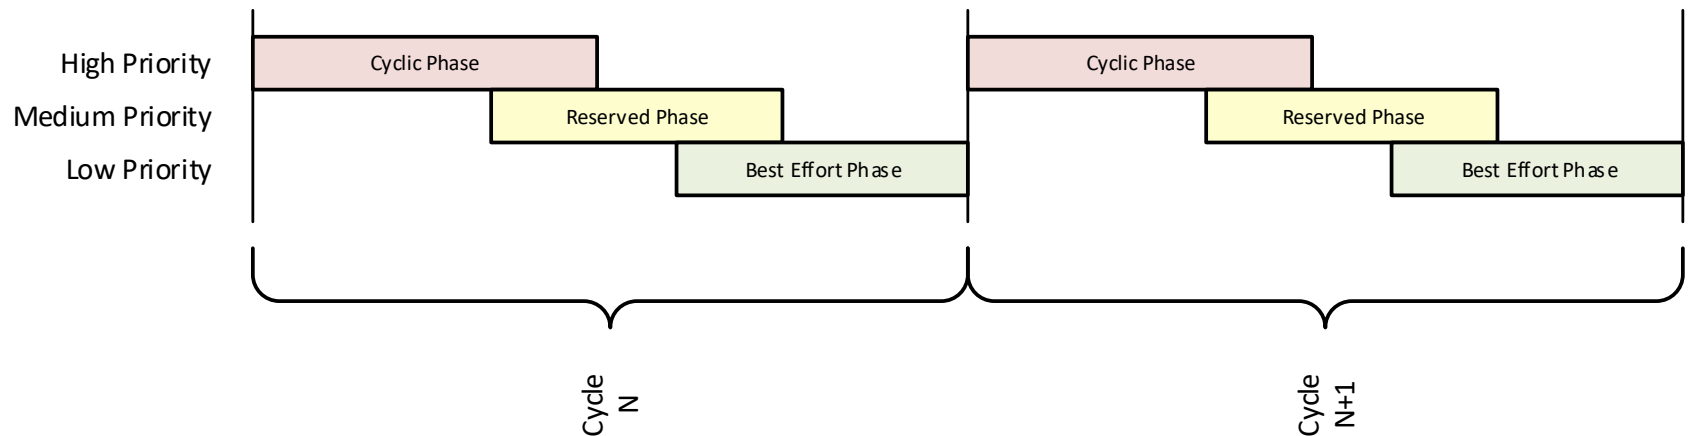 High Priority
Cyclic Phase
Cyclic Phase
Medium Priority
Reserved Phase
Reserved Phase
Low Priority
Best Effort Phase
Best Effort Phase
Cycle
N
Cycle
N+1